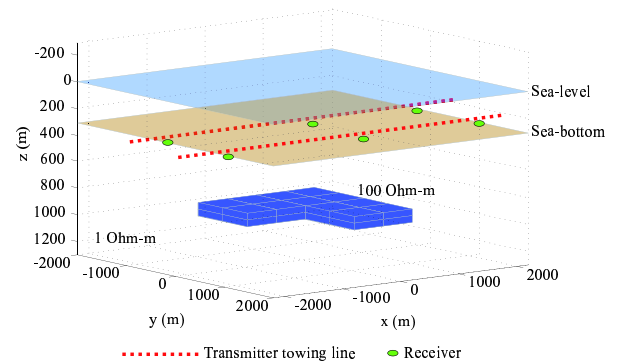 -200
0
200
400
600
800
1000
1200
z (m)
Sea-level
Sea-bottom
100 Ohm-m
1 Ohm-m
-2000
-1000
0
1000
2000
y (m)
-2000
-1000
0
1000
2000
x (m)
Transmitter towing line
Receiver